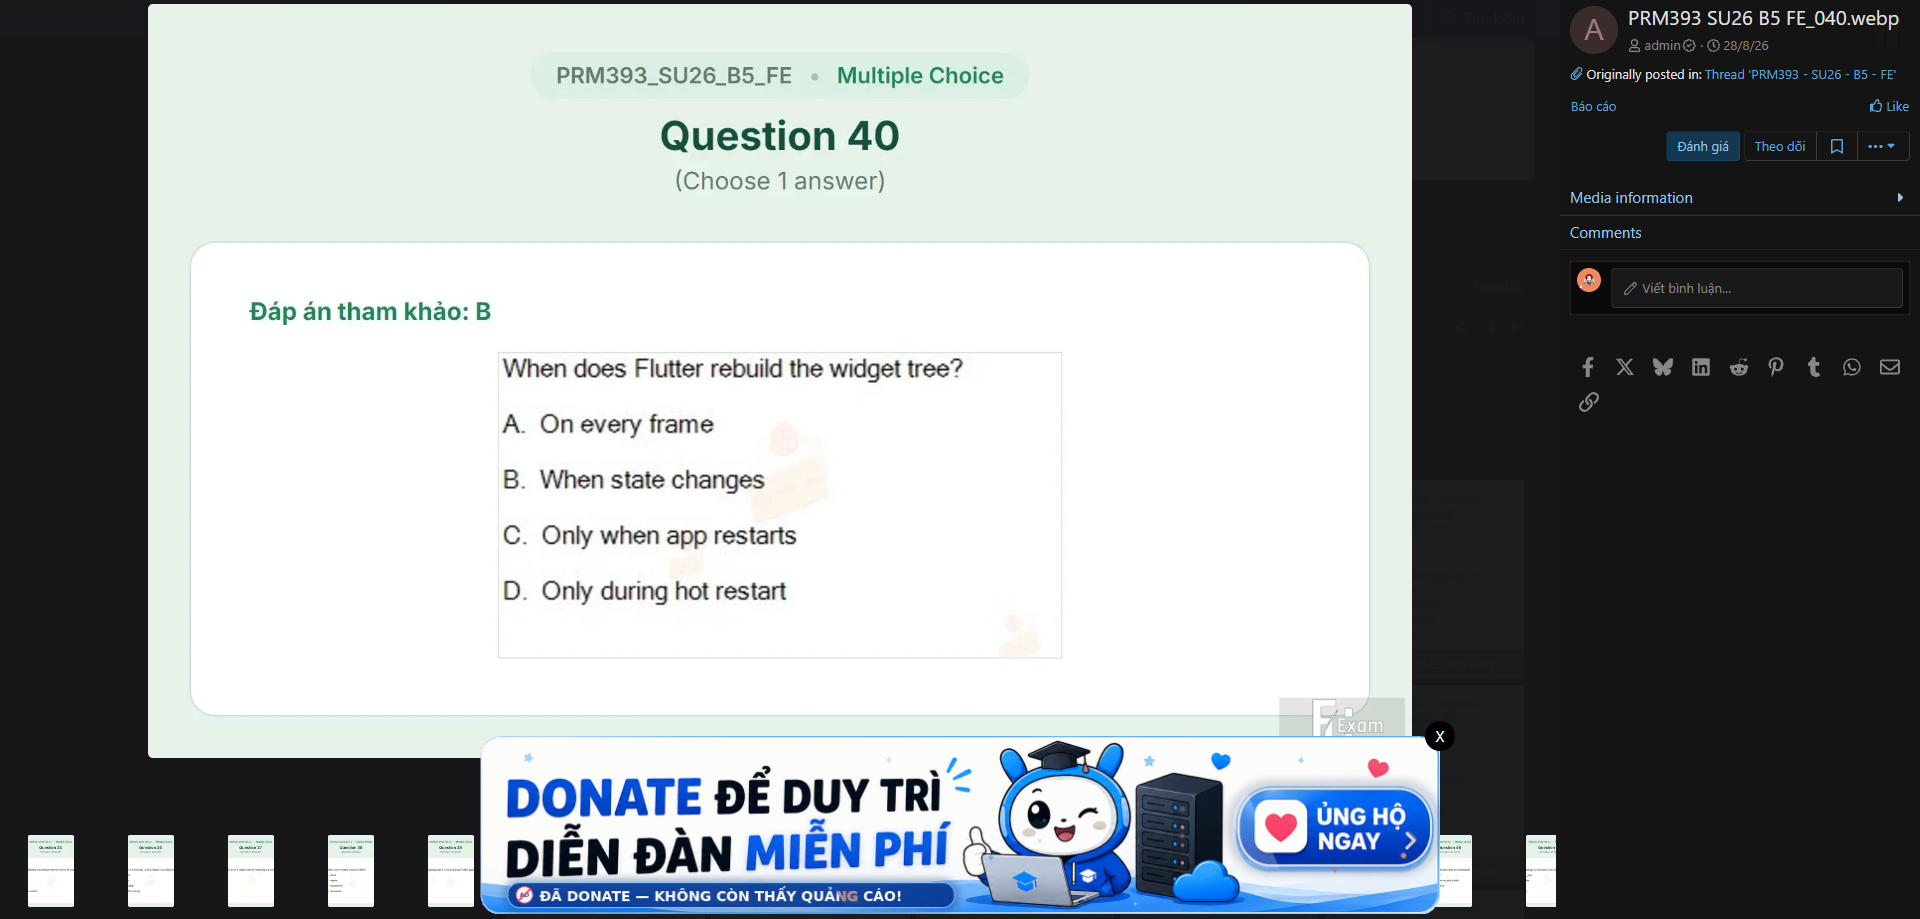 PRM393_SU26_B5_FE • Multiple Choice
Question 40
(Choose 1 answer)
Đáp án tham khảo: B
When does Flutter rebuild the widget tree?
A. On every frame
B. When state changes
C. Only when app restarts
D. Only during hot restart
Exam
X
DONATE ĐỂ DUY TRÌ
DIỄN ĐÀN MIỄN PHÍ
ĐÃ DONATE — KHÔNG CÒN THẤY QUẢNG CÁO!
ỦNG HỘ
NGAY
A
PRM393 SU26 B5 FE_040.webp
admin · 28/8/26
Originally posted in: Thread 'PRM393 - SU26 - B5 - FE'
Báo cáo
Like
Đánh giá
Theo dõi
Media information
Comments
Viết bình luận...